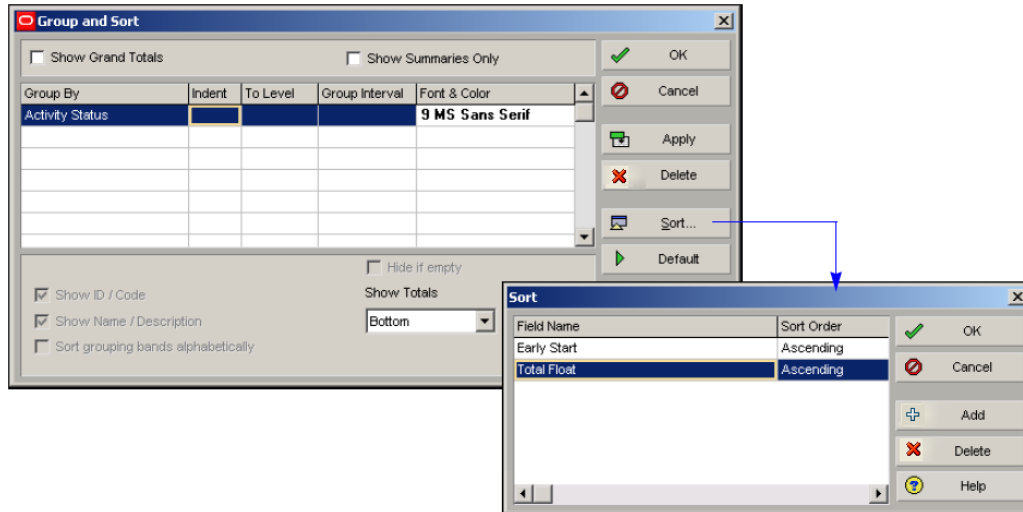 Group and Sort
Show Grand Totals
Show Summaries Only
Group By Indent To Level Group Interval Font & Color
Activity Status 9 MS Sans Serif
OK
Cancel
Apply
Delete
Sort...
Default
Hide if empty
Show ID / Code
Show Totals
Show Name / Description
Bottom
Sort grouping bands alphabetically
Sort
Field Name Sort Order
Early Start Ascending
Total Float Ascending
OK
Cancel
Add
Delete
Help